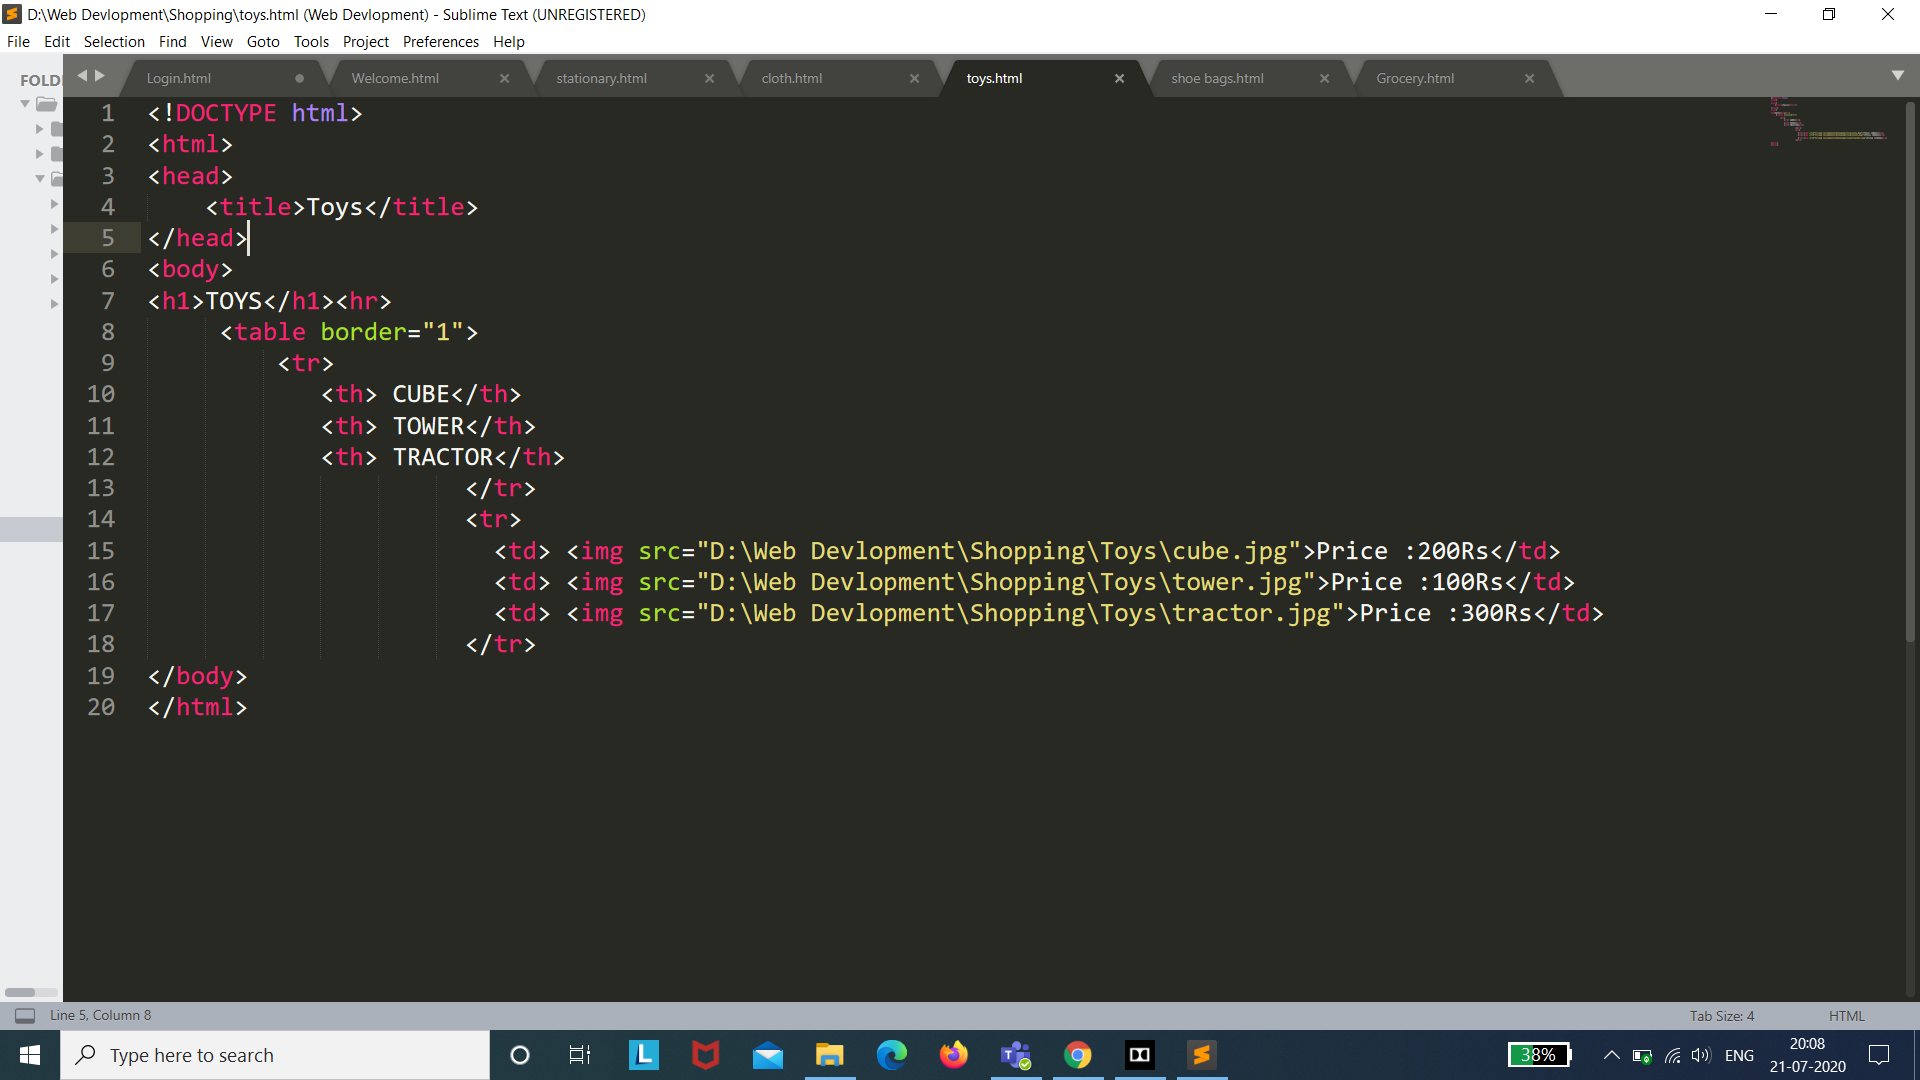 D:\Web Devlopment\Shopping\toys.html (Web Devlopment) - Sublime Text (UNREGISTERED)
File Edit Selection Find View Goto Tools Project Preferences Help
FOLD
Login.html Welcome.html stationary.html cloth.html toys.html shoe bags.html Grocery.html
1 <!DOCTYPE html>
2 <html>
3 <head>
4 <title>Toys</title>
5 </head>
6 <body>
7 <h1>TOYS</h1><hr>
8 <table border="1">
9 <tr>
10 <th> CUBE</th>
11 <th> TOWER</th>
12 <th> TRACTOR</th>
13 </tr>
14 <tr>
15 <td> <img src="D:\Web Devlopment\Shopping\Toys\cube.jpg">Price :200Rs</td>
16 <td> <img src="D:\Web Devlopment\Shopping\Toys\tower.jpg">Price :100Rs</td>
17 <td> <img src="D:\Web Devlopment\Shopping\Toys\tractor.jpg">Price :300Rs</td>
18 </tr>
19 </body>
20 </html>
Line 5, Column 8 Tab Size: 4 HTML
Type here to search L 38% ENG 20:08
21-07-2020